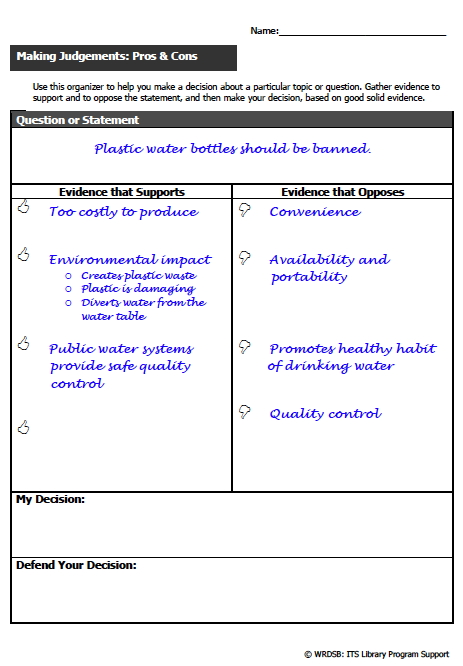 Name:
Making Judgements: Pros & Cons
Use this organizer to help you make a decision about a particular topic or question. Gather evidence to
support and to oppose the statement, and then make your decision, based on good solid evidence.
Question or Statement
Plastic water bottles should be banned.
Evidence that Supports
Too costly to produce
Environmental impact
Creates plastic waste
Plastic is damaging
Diverts water from the
water table
Public water systems
provide safe quality
control
Evidence that Opposes
Convenience
Availability and
portability
Promotes healthy habit
of drinking water
Quality control
My Decision:
Defend Your Decision:
© WRDSB: ITS Library Program Support